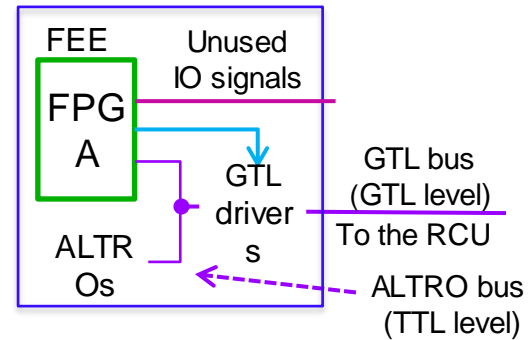 FEE
Unused
IO signals
FPG
A
GTL
driver
s
GTL bus
(GTL level)
To the RCU
ALTR
Os
ALTRO bus
(TTL level)